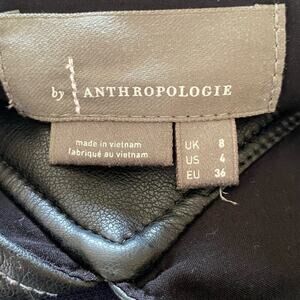 by ANTHROPOLOGIE
made in vietnam
fabriqué au vietnam
UK 8
US 4
EU 36